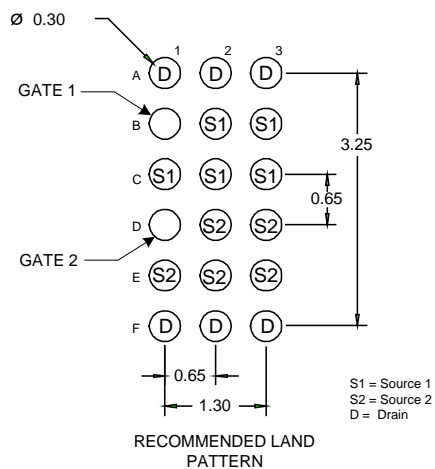 Ø 0.30
1 2 3
A D D D
GATE 1
B S1 S1
3.25
C S1 S1 S1
0.65
D S2 S2
GATE 2
E S2 S2 S2
F D D D
0.65
1.30
S1 = Source 1
S2 = Source 2
D = Drain
RECOMMENDED LAND
PATTERN